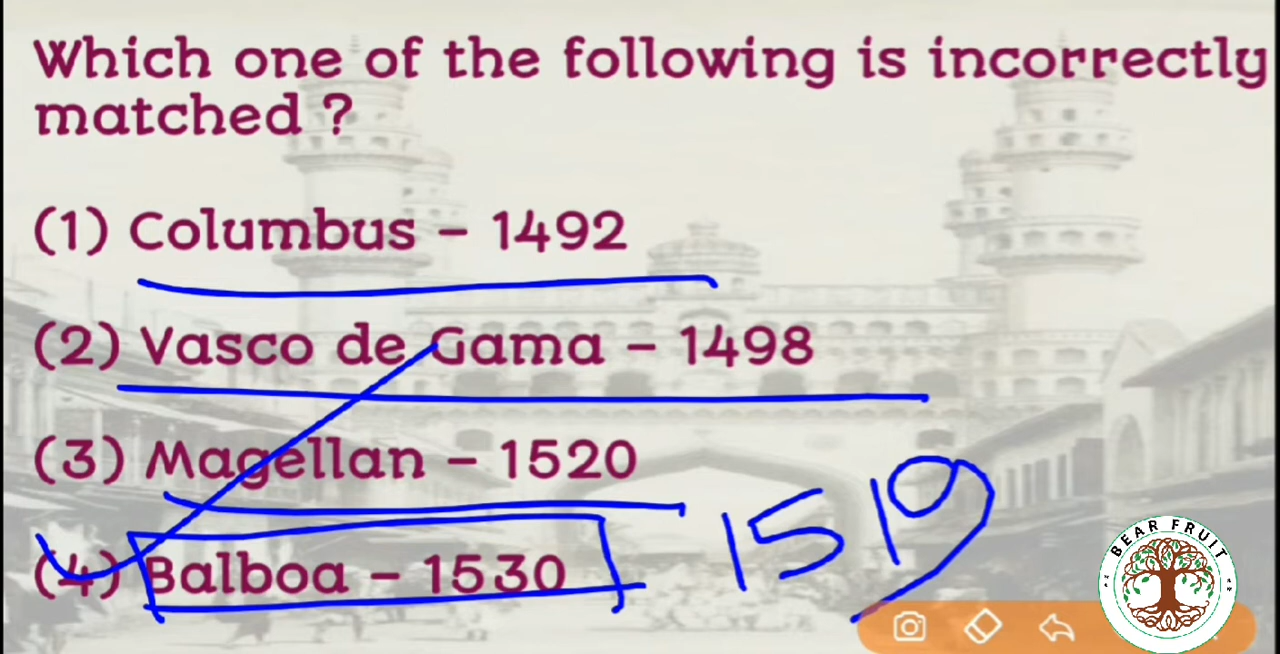 Which one of the following is incorrectly
matched ?
(1) Columbus – 1492
(2) Vasco de Gama – 1498
(3) Magellan – 1520
(4) Balboa – 1530
1519
BEAR FRUIT